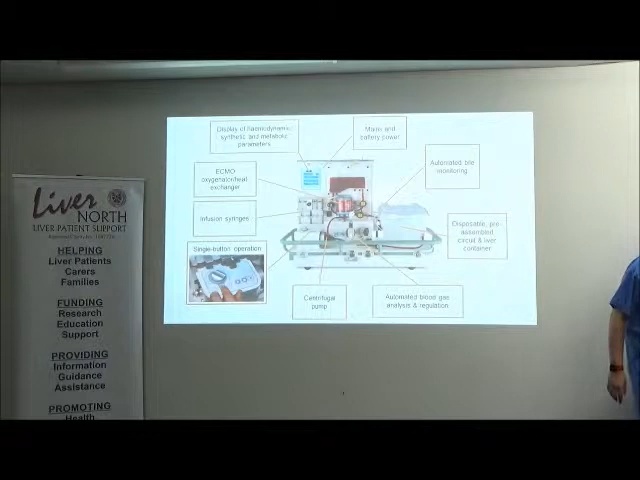 Liver
NORTH
LIVER PATIENT SUPPORT
HELPING
Liver Patients
Carers
Families
FUNDING
Research
Education
Support
PROVIDING
Information
Guidance
Assistance
PROMOTING
Health
Display of haemodynamic,
synthetic and metabolic
parameters
Mains and
battery power
ECMO
oxygenator/heat
exchanger
Automated bile
monitoring
Infusion syringes
Disposable, pre-
assembled
circuit & liver
container
Single-button operation
Centrifugal
pump
Automated blood gas
analysis & regulation